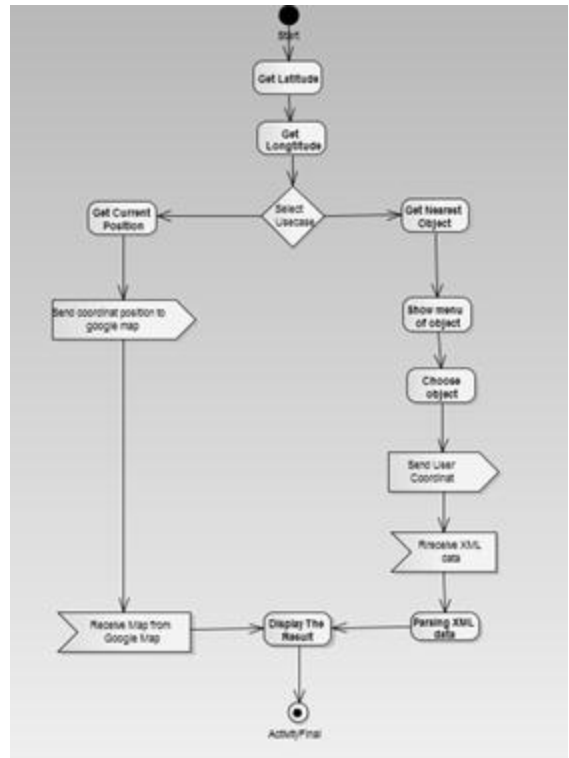 Start
Get Latitude
Get
Longtitude
Select
Usecase
Get Current
Position
Get Nearest
Object
Send coordinat position to
google map
Show menu
of object
Choose
object
Send User
Coordinat
Rreceive XML
data
Receive Map from
Google Map
Display The
Result
Parsing XML
data
ActivityFinal